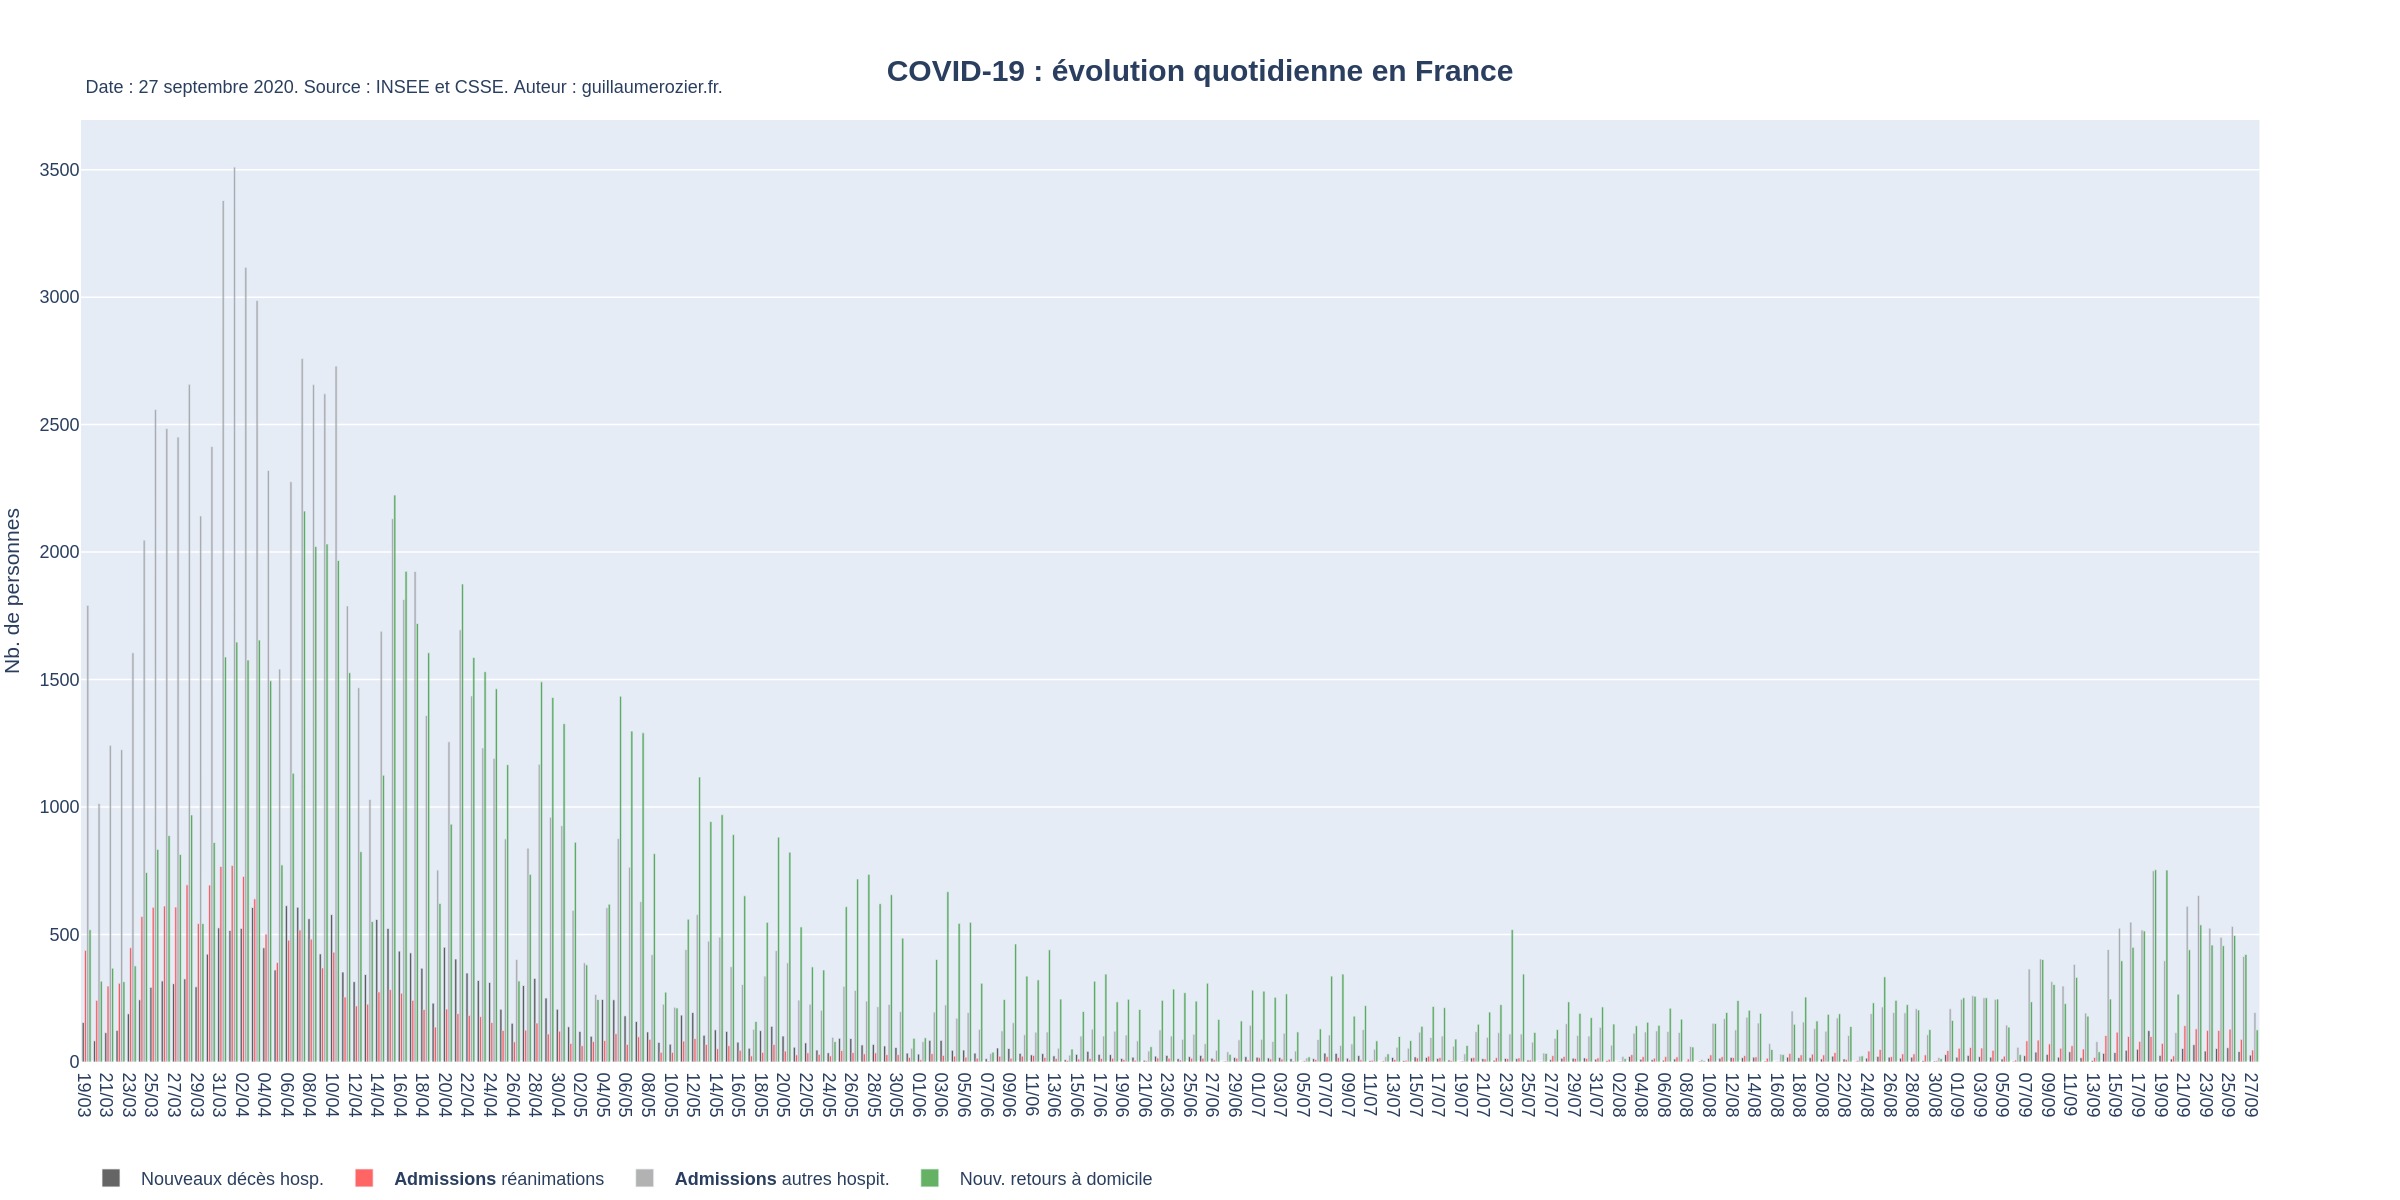 COVID-19 : évolution quotidienne en France
Date : 27 septembre 2020. Source : INSEE et CSSE. Auteur : guillaumerozier.fr.
Nb. de personnes
3500
3000
2500
2000
1500
1000
500
0
19/03 21/03 23/03 25/03 27/03 29/03 31/03 02/04 04/04 06/04 08/04 10/04 12/04 14/04 16/04 18/04 20/04 22/04 24/04 26/04 28/04 30/04 02/05 04/05 06/05 08/05 10/05 12/05 14/05 16/05 18/05 20/05 22/05 24/05 26/05 28/05 30/05 01/06 03/06 05/06 07/06 09/06 11/06 13/06 15/06 17/06 19/06 21/06 23/06 25/06 27/06 29/06 01/07 03/07 05/07 07/07 09/07 11/07 13/07 15/07 17/07 19/07 21/07 23/07 25/07 27/07 29/07 31/07 02/08 04/08 06/08 08/08 10/08 12/08 14/08 16/08 18/08 20/08 22/08 24/08 26/08 28/08 30/08 01/09 03/09 05/09 07/09 09/09 11/09 13/09 15/09 17/09 19/09 21/09 23/09 25/09 27/09
Nouveaux décès hosp. Admissions réanimations Admissions autres hospit. Nouv. retours à domicile